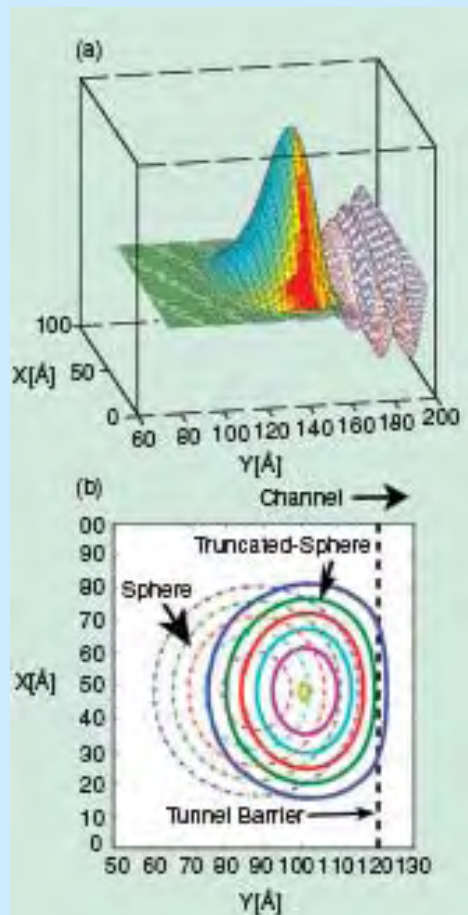 (a)
100
X[Å]
50
0
60 80 100 120 140 160 180 200
Y[Å]
(b)
Channel
Truncated-Sphere
Sphere
00
90
80
70
60
X[Å]
50
40
30
20
10
0
Tunnel Barrier
50 60 70 80 90 100 110 120 130
Y[Å]